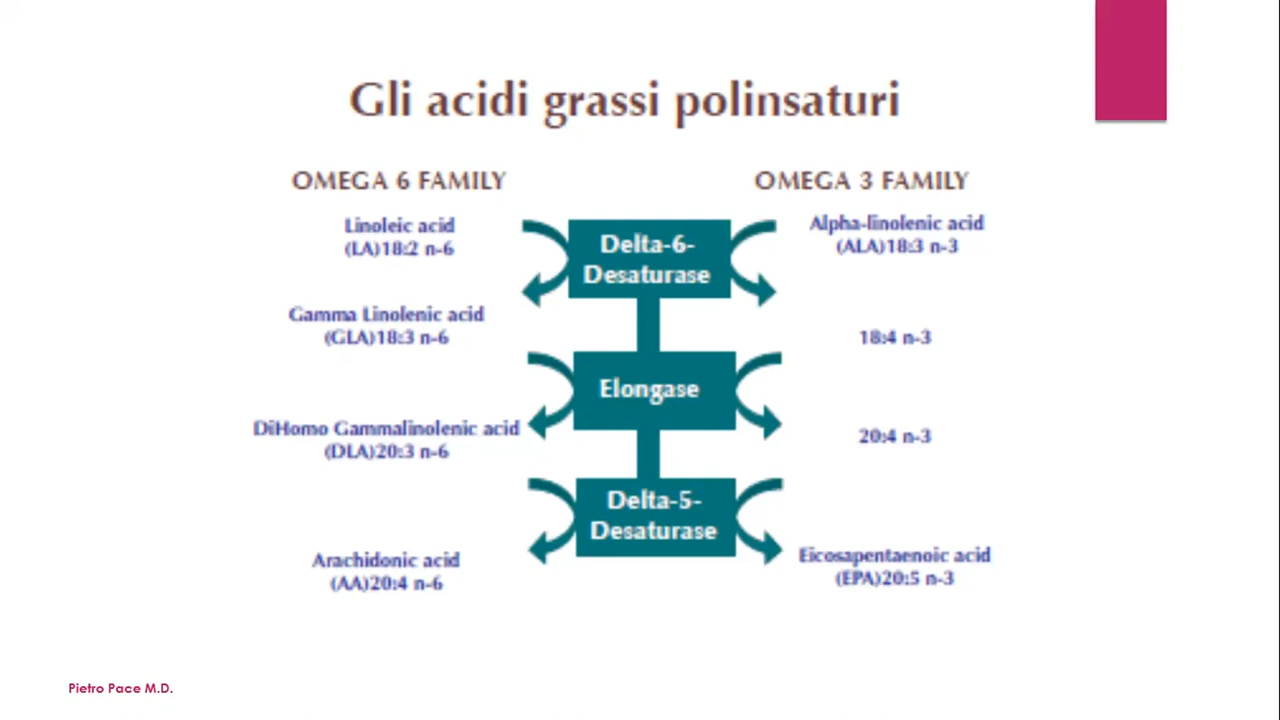 Gli acidi grassi polinsaturi
OMEGA 6 FAMILY
OMEGA 3 FAMILY
Linoleic acid
(LA)18:2 n-6
Delta-6-
Desaturase
Alpha-linolenic acid
(ALA)18:3 n-3
Gamma Linolenic acid
(GLA)18:3 n-6
18:4 n-3
Elongase
DiHomo Gammalinolenic acid
(DLA)20:3 n-6
20:4 n-3
Delta-5-
Desaturase
Arachidonic acid
(AA)20:4 n-6
Eicosapentaenoic acid
(EPA)20:5 n-3
Pietro Pace M.D.